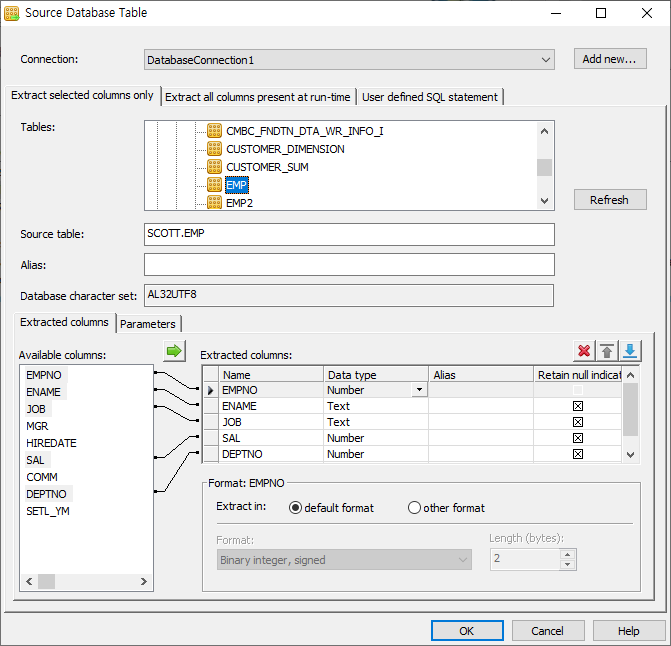 Source Database Table
Connection: DatabaseConnection1 Add new...
Extract selected columns only Extract all columns present at run-time User defined SQL statement
Tables:
CMBC_FNDTN_DTA_WR_INFO_I
CUSTOMER_DIMENSION
CUSTOMER_SUM
EMP
EMP2
Refresh
Source table: SCOTT.EMP
Alias:
Database character set: AL32UTF8
Extracted columns Parameters
Available columns:
EMPNO
ENAME
JOB
MGR
HIREDATE
SAL
COMM
DEPTNO
SETL_YM
Extracted columns:
Name Data type Alias Retain null indicat
EMPNO Number
ENAME Text
JOB Text
SAL Number
DEPTNO Number
Format: EMPNO
Extract in: default format other format
Format: Length (bytes):
Binary integer, signed 2
OK Cancel Help